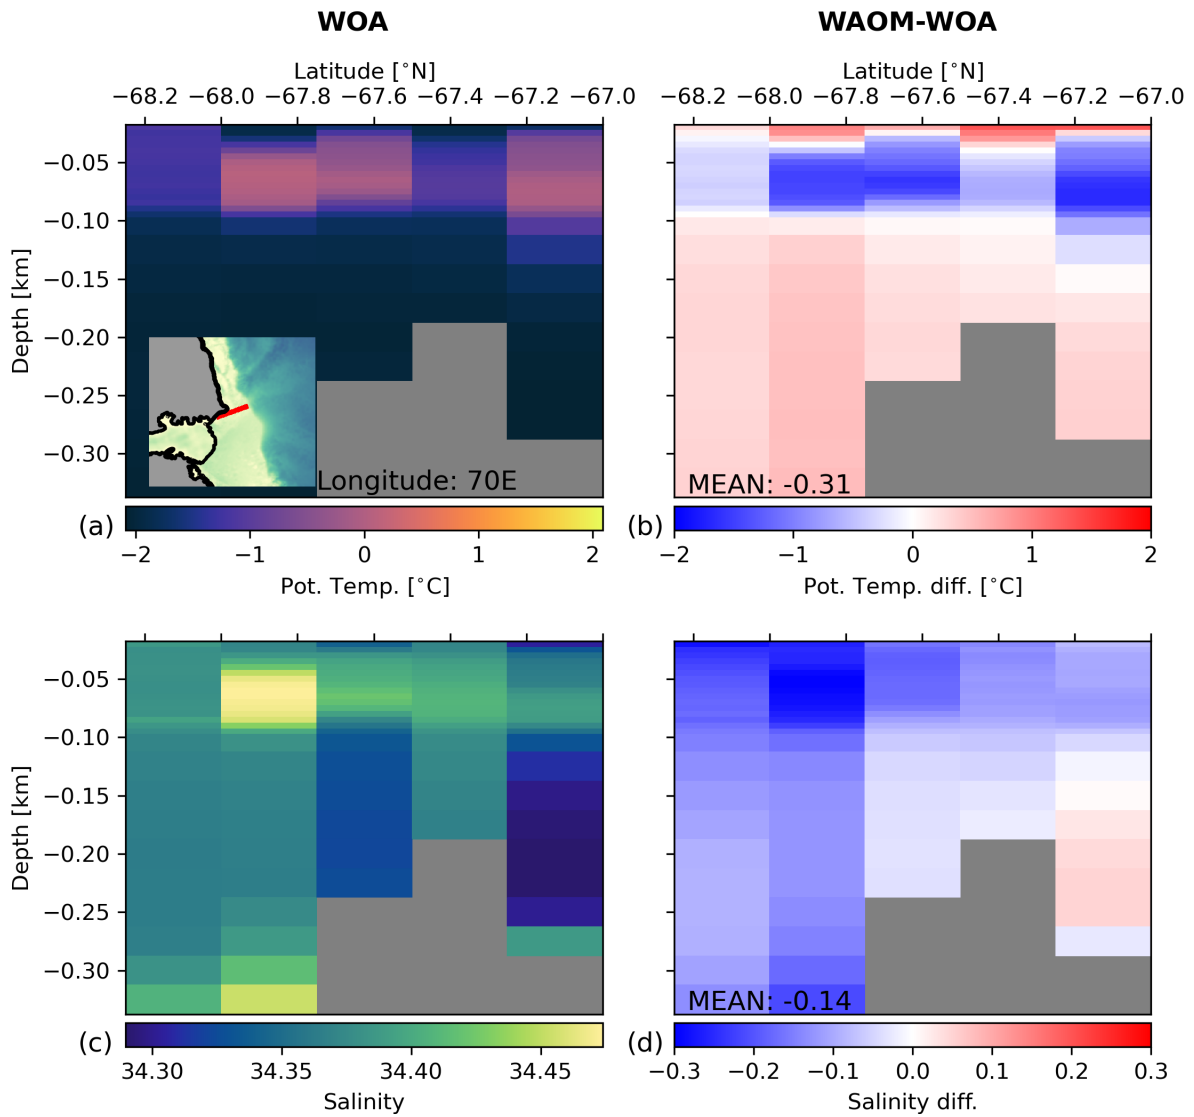 WOA WAOM-WOA
Latitude [°N] Latitude [°N]
−68.2 −68.0 −67.8 −67.6 −67.4 −67.2 −67.0 −68.2 −68.0 −67.8 −67.6 −67.4 −67.2 −67.0
−0.05
−0.10
−0.15
−0.20
−0.25
−0.30
Depth [km]
Longitude: 70E
MEAN: -0.31
(a)
−2 −1 0 1 2
Pot. Temp. [°C]
(b)
−2 −1 0 1 2
Pot. Temp. diff. [°C]
−0.05
−0.10
−0.15
−0.20
−0.25
−0.30
Depth [km]
MEAN: -0.14
(c)
34.30 34.35 34.40 34.45
Salinity
(d)
−0.3 −0.2 −0.1 0.0 0.1 0.2 0.3
Salinity diff.